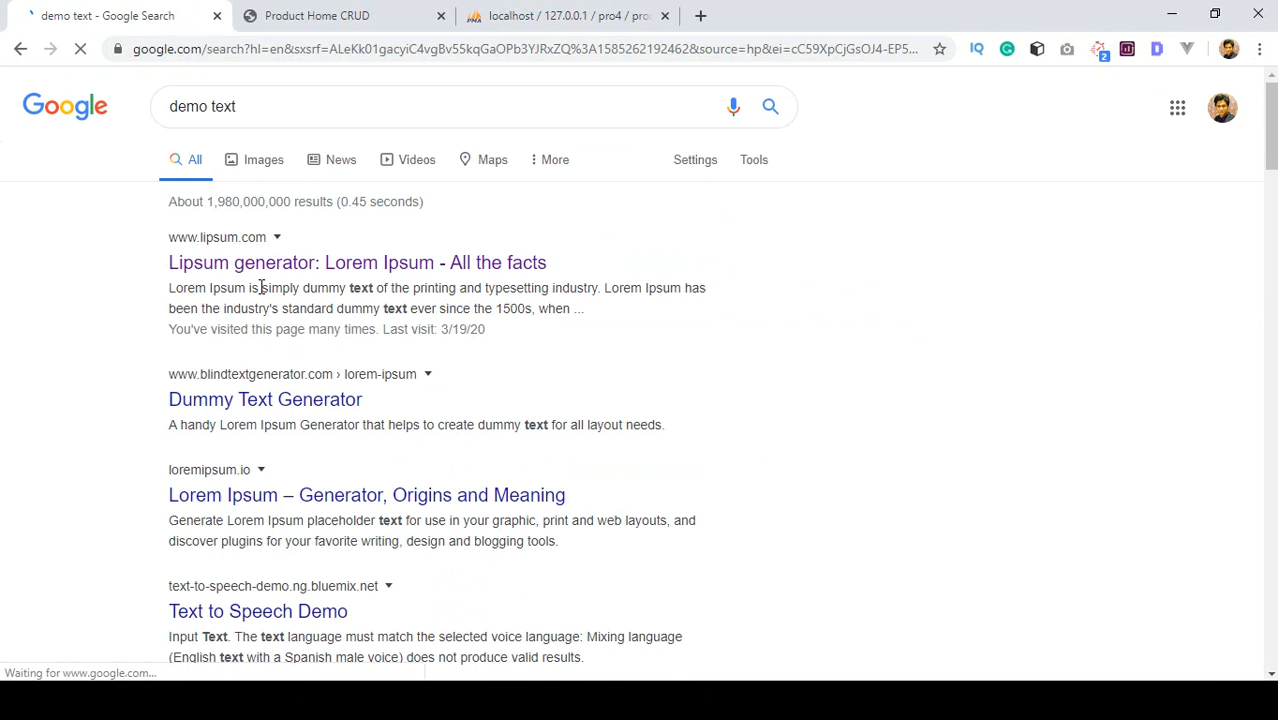 demo text - Google Search
Product Home CRUD
localhost / 127.0.0.1 / pro4 / pro
google.com/search?hl=en&sxsrf=ALeKk01gacyiC4vgBv55kqGaOPb3YJRxZQ%3A1585262192462&source=hp&ei=cC59XpCjGsOJ4-EP5...
2
Google
demo text
All
Images
News
Videos
Maps
More
Settings
Tools
About 1,980,000,000 results (0.45 seconds)
www.lipsum.com
Lipsum generator: Lorem Ipsum - All the facts
Lorem Ipsum is simply dummy text of the printing and typesetting industry. Lorem Ipsum has
been the industry's standard dummy text ever since the 1500s, when ...
You've visited this page many times. Last visit: 3/19/20
www.blindtextgenerator.com › lorem-ipsum
Dummy Text Generator
A handy Lorem Ipsum Generator that helps to create dummy text for all layout needs.
loremipsum.io
Lorem Ipsum – Generator, Origins and Meaning
Generate Lorem Ipsum placeholder text for use in your graphic, print and web layouts, and
discover plugins for your favorite writing, design and blogging tools.
text-to-speech-demo.ng.bluemix.net
Text to Speech Demo
Input Text. The text language must match the selected voice language: Mixing language
(English text with a Spanish male voice) does not produce valid results.
Waiting for www.google.com...